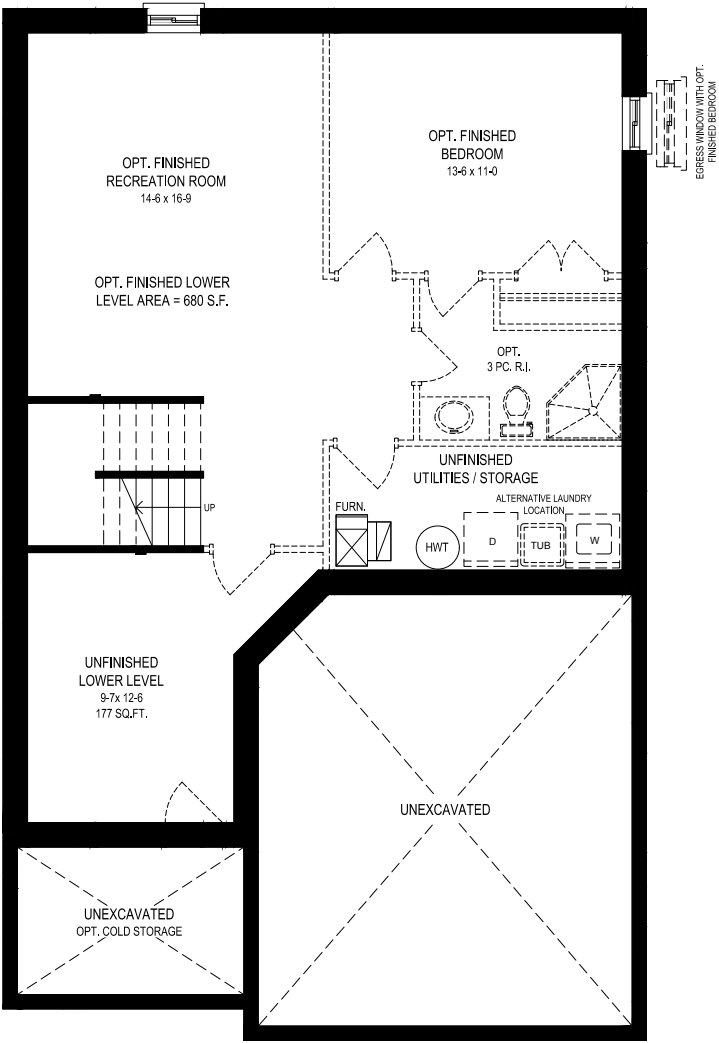 OPT. FINISHED
RECREATION ROOM
14-6 x 16-9
OPT. FINISHED LOWER
LEVEL AREA = 680 S.F.
OPT. FINISHED
BEDROOM
13-6 x 11-0
EGRESS WINDOW WITH OPT.
FINISHED BEDROOM
OPT.
3 PC. R.I.
UP
UNFINISHED
UTILITIES / STORAGE
ALTERNATIVE LAUNDRY
LOCATION
FURN.
HWT
D
TUB
W
UNFINISHED
LOWER LEVEL
9-7x 12-6
177 SQ.FT.
UNEXCAVATED
UNEXCAVATED
OPT. COLD STORAGE